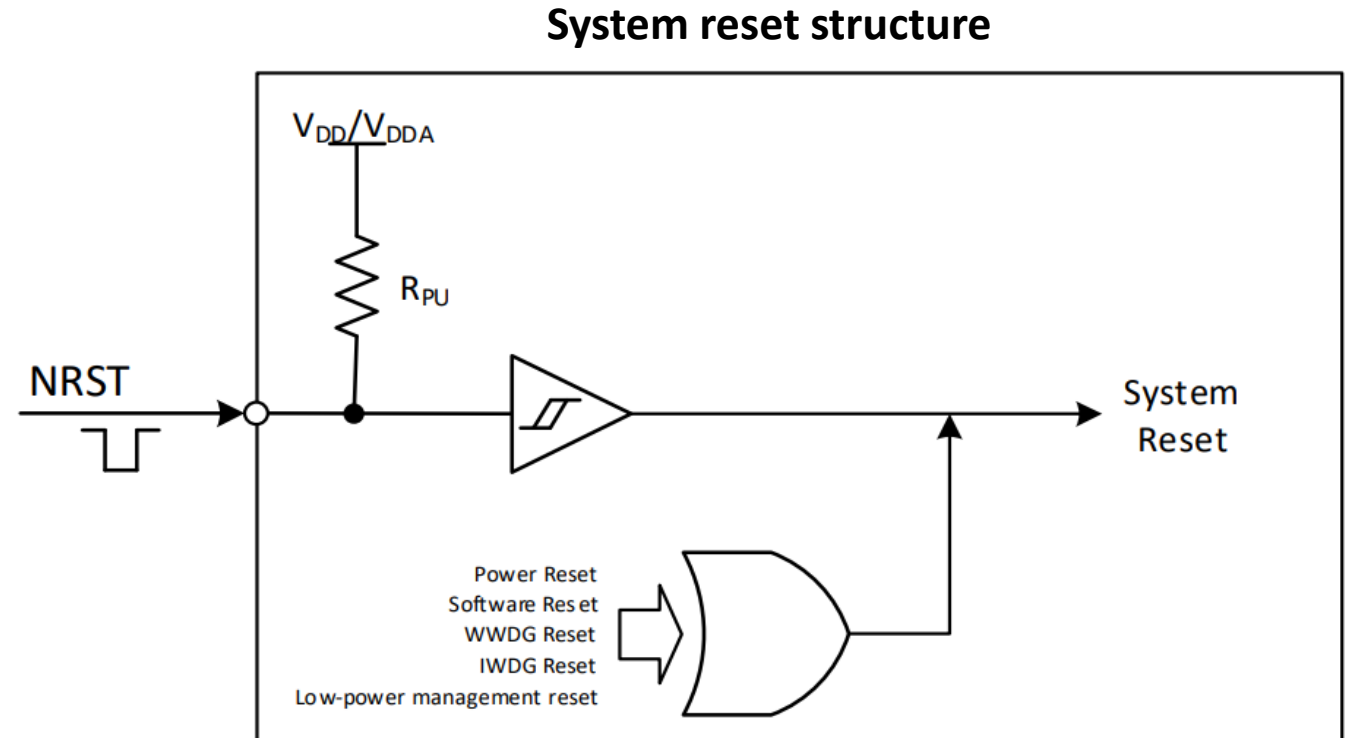 System reset structure
VDD/VDDA
RPU
NRST
System
Reset
Power Reset
Software Reset
WWDG Reset
IWDG Reset
Low-power management reset